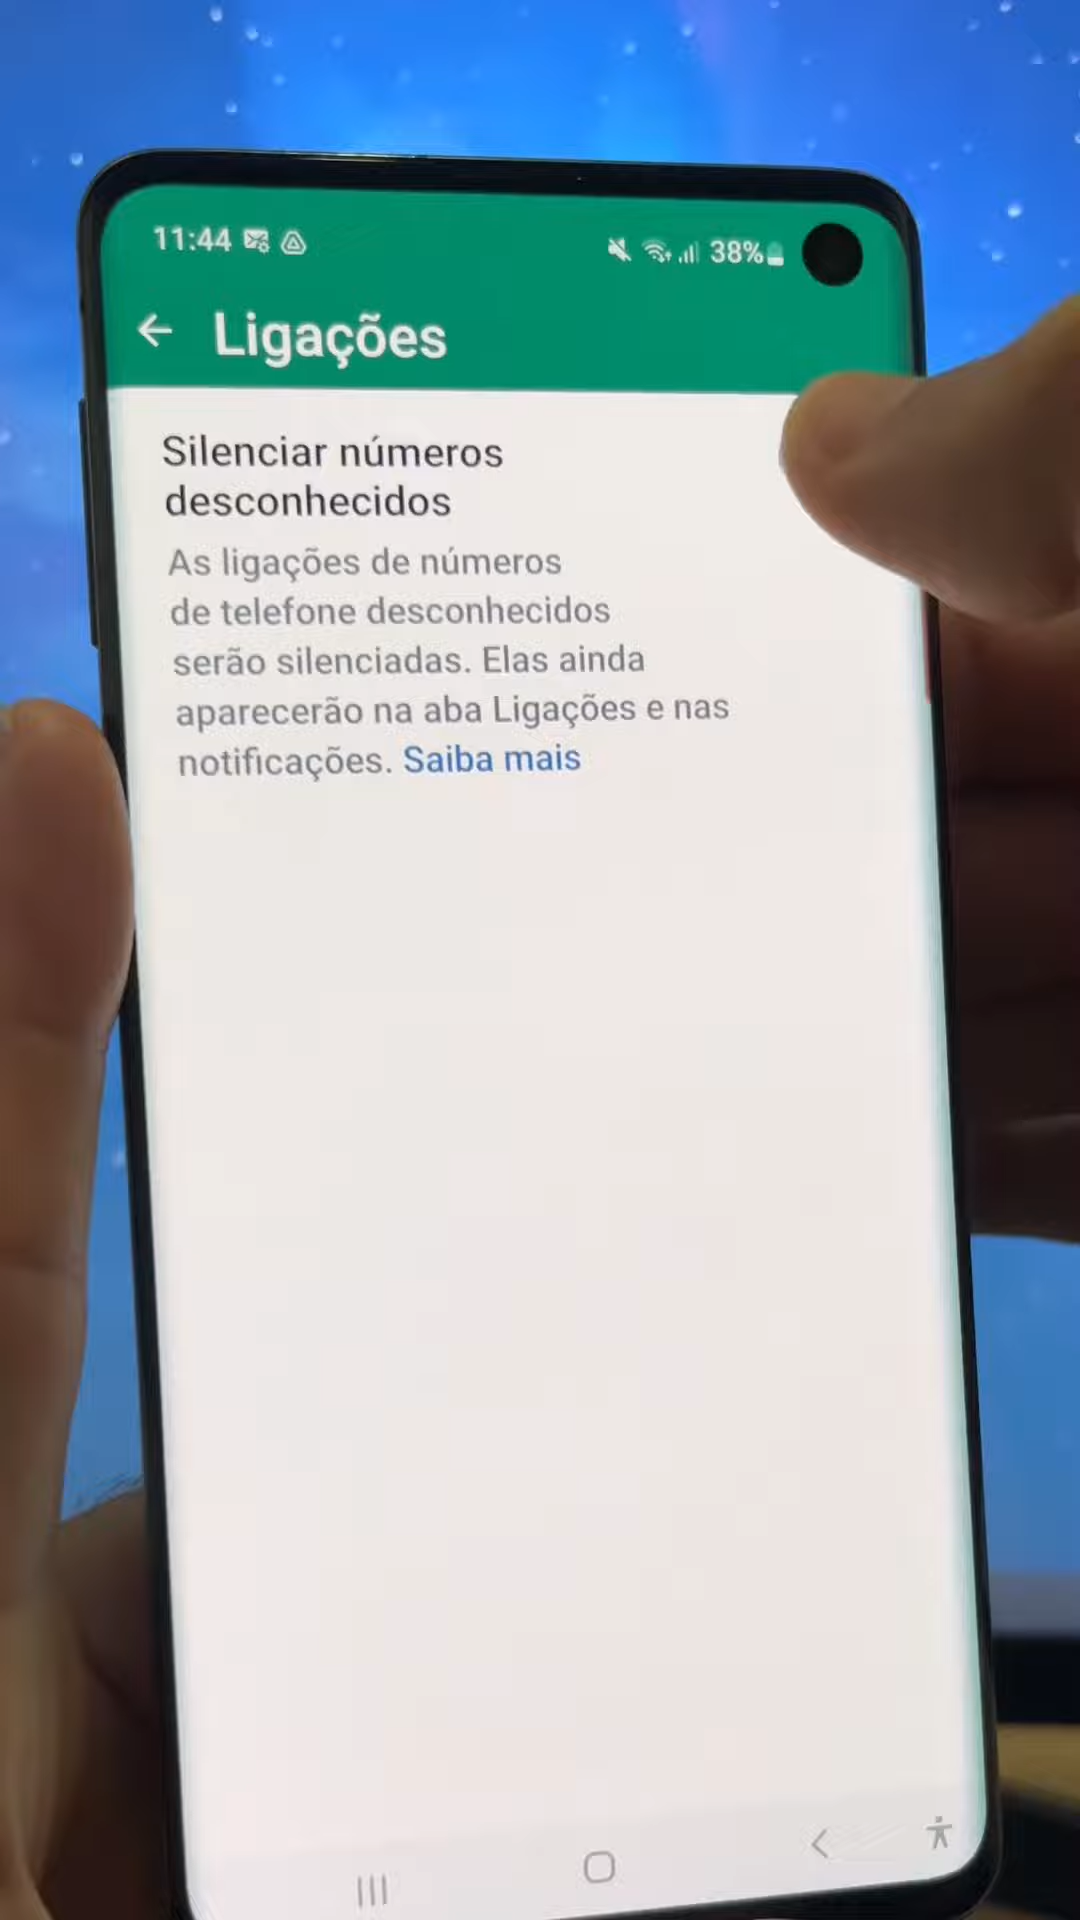 11:44
38%
Ligações
Silenciar números
desconhecidos
As ligações de números
de telefone desconhecidos
serão silenciadas. Elas ainda
aparecerão na aba Ligações e nas
notificações. Saiba mais